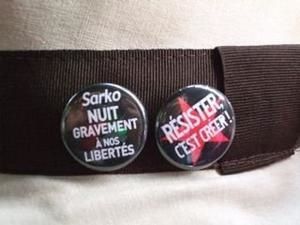 Sarko
NUIT
GRAVEMENT
À NOS
LIBERTÉS
RÉSISTER,
C'EST CRÉER !